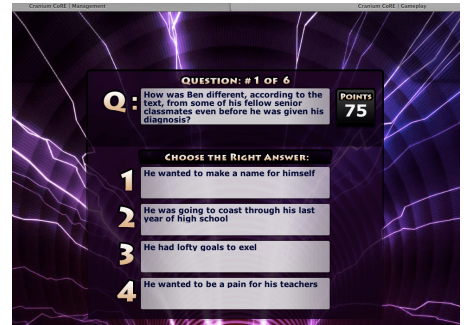 Cranium CoRE | Management
Cranium CoRE | Gameplay
QUESTION: # 1 OF 6
Q:
How was Ben different, according to the
text, from some of his fellow senior
classmates even before he was given his
diagnosis?
POINTS
75
CHOOSE THE RIGHT ANSWER:
1
He wanted to make a name for himself
2
He was going to coast through his last
year of high school
3
He had lofty goals to exel
4
He wanted to be a pain for his teachers